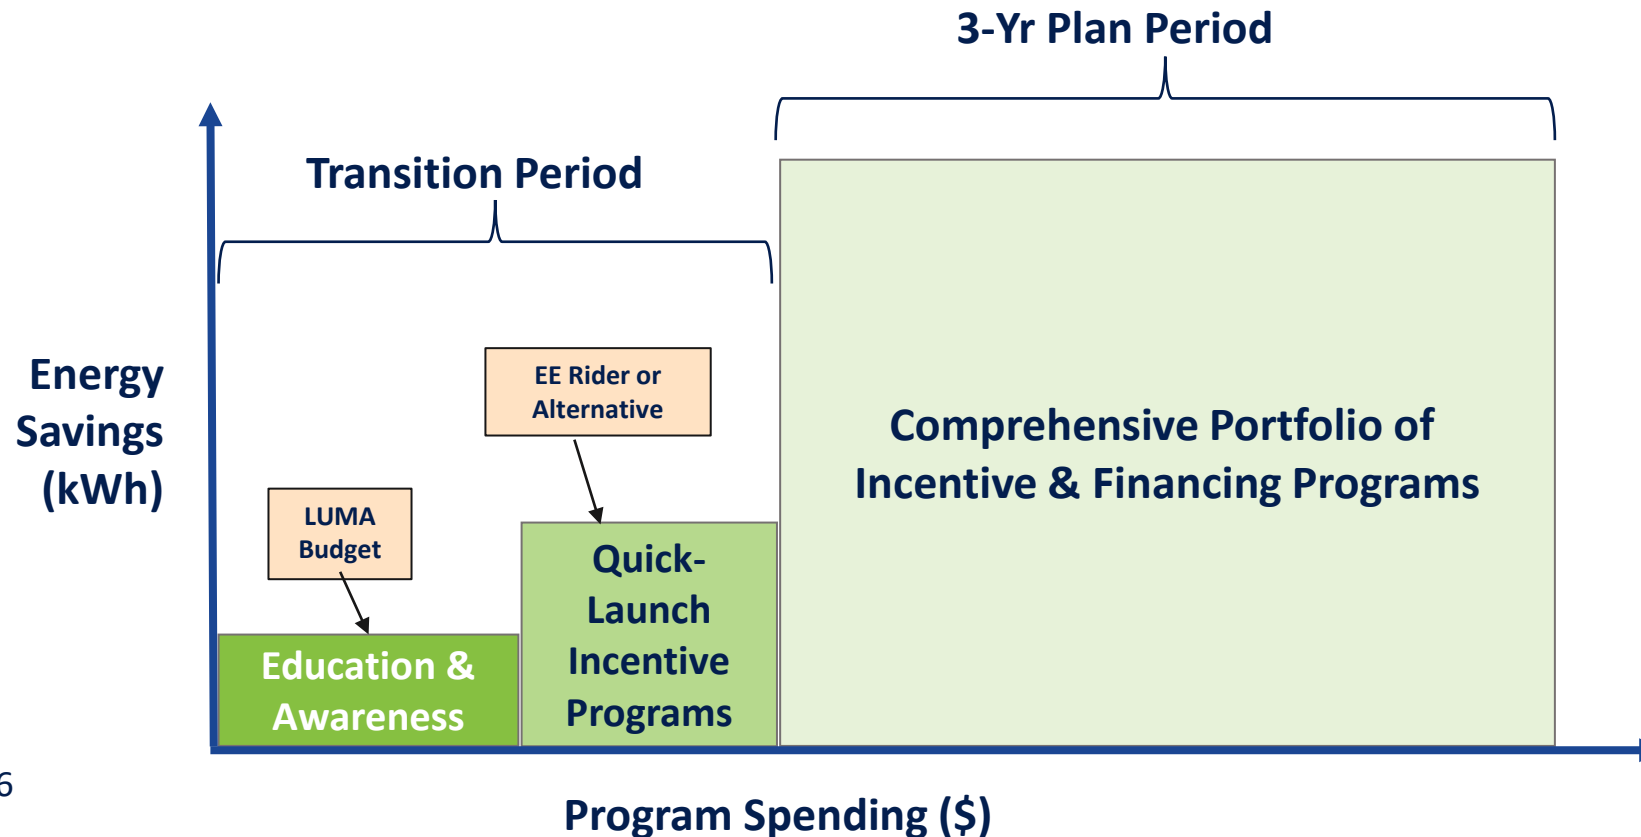 3-Yr Plan Period
Transition Period
Energy
Savings
(kWh)
EE Rider or
Alternative
LUMA
Budget
Comprehensive Portfolio of
Incentive & Financing Programs
Quick-
Launch
Incentive
Programs
Education &
Awareness
6
Program Spending ($)